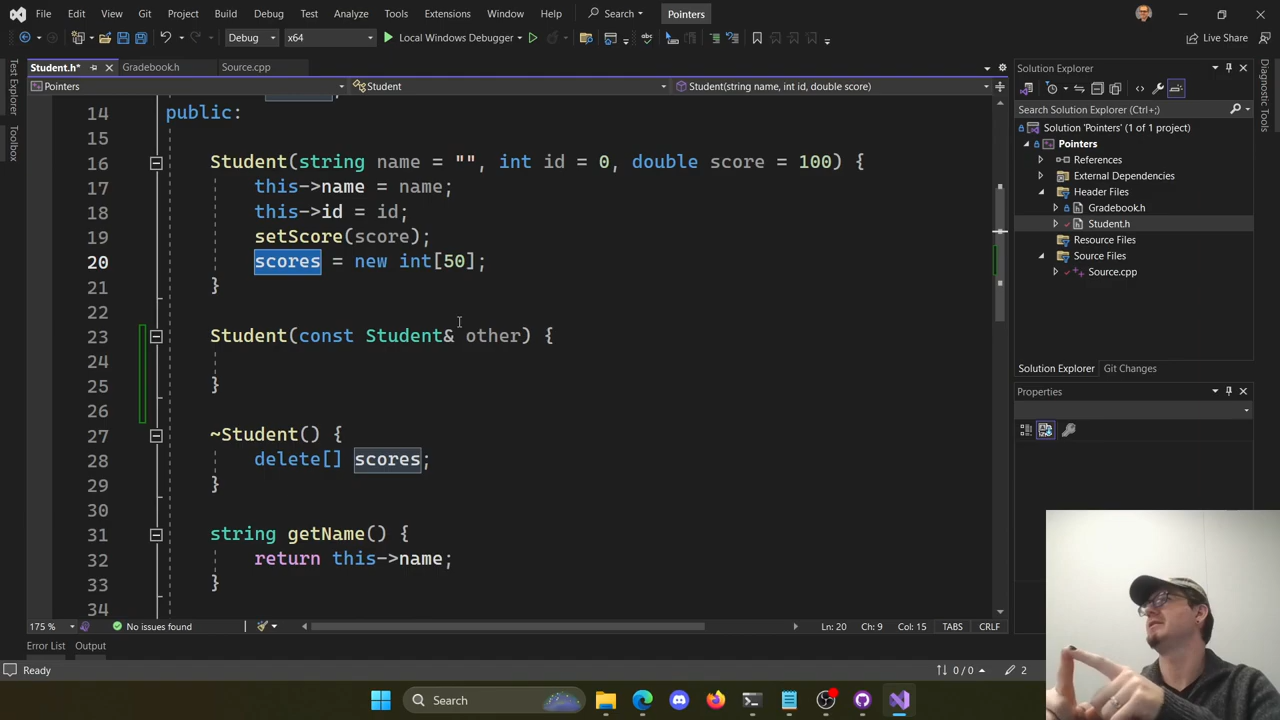 File Edit View Git Project Build Debug Test Analyze Tools Extensions Window Help Search Pointers
Debug x64 Local Windows Debugger Live Share
Test Explorer
Toolbox
Student.h* Gradebook.h Source.cpp
Pointers Student Student(string name, int id, double score)
14 public:
15
16 Student(string name = "", int id = 0, double score = 100) {
17 this->name = name;
18 this->id = id;
19 setScore(score);
20 scores = new int[50];
21 }
22
23 Student(const Student& other) {
24
25 }
26
27 ~Student() {
28 delete[] scores;
29 }
30
31 string getName() {
32 return this->name;
33 }
34
175 % No issues found Ln: 20 Ch: 9 Col: 15 TABS CRLF
Error List Output
Ready 0 / 0 2
Solution Explorer
Search Solution Explorer (Ctrl+;)
Solution 'Pointers' (1 of 1 project)
Pointers
References
External Dependencies
Header Files
Gradebook.h
Student.h
Resource Files
Source Files
Source.cpp
Solution Explorer Git Changes
Properties
Diagnostic Tools
Search